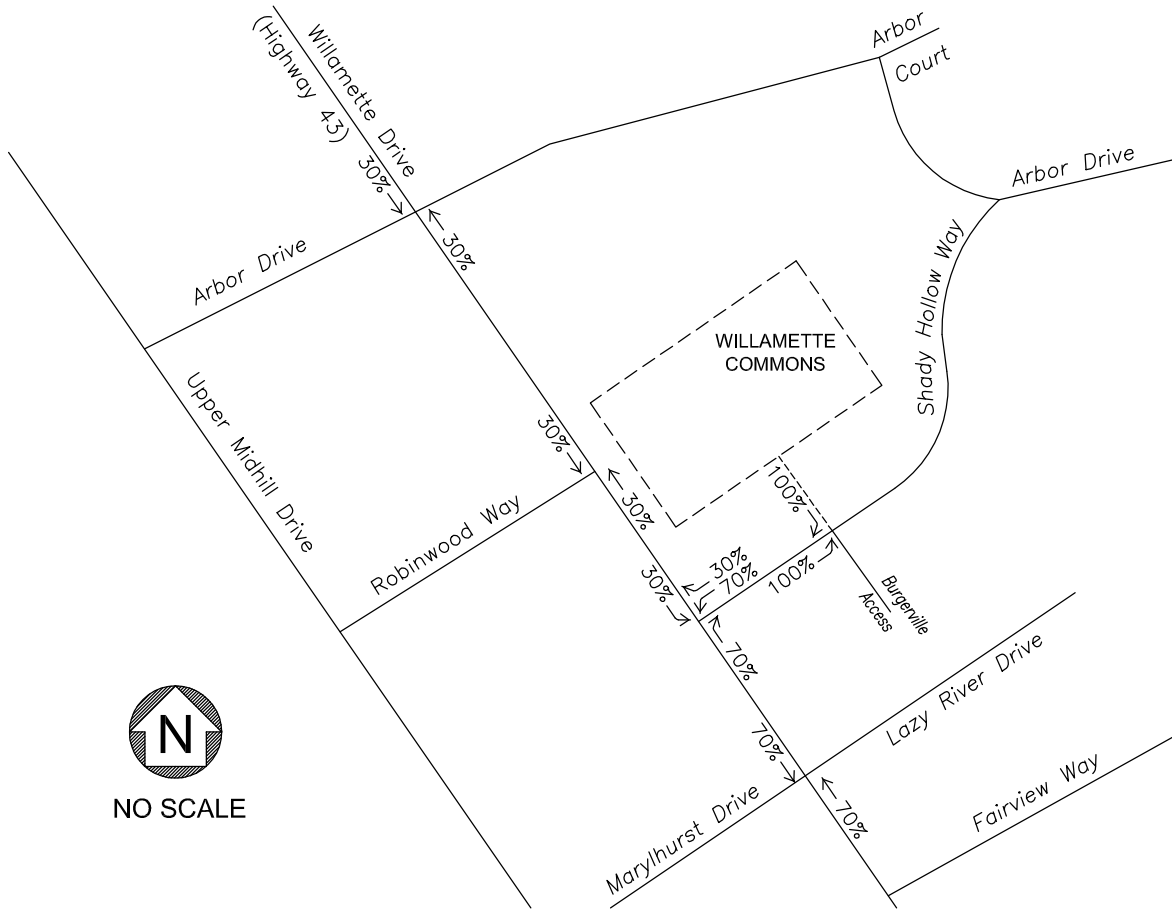 Arbor
Court
Willamette Drive
(Highway 43)
30%
30%
Arbor Drive
Arbor Drive
Shady Hollow Way
WILLAMETTE
COMMONS
Upper Midhill Drive
30%
30%
100%
Robinwood Way
30%
70%
30%
100%
Burgerville
Access
70%
Lazy River Drive
70%
70%
Marylhurst Drive
Fairview Way
N
NO SCALE